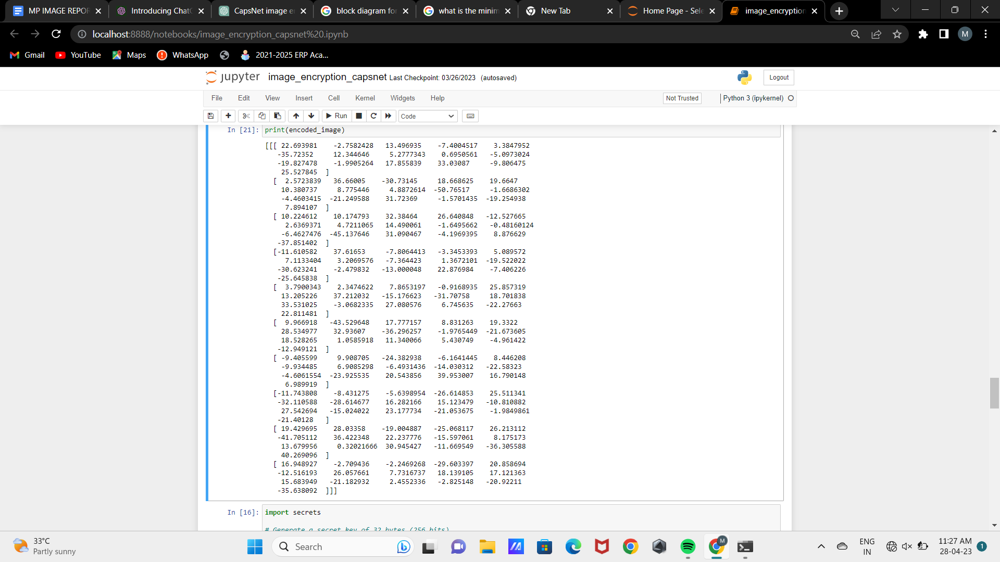 MP IMAGE REPOR
Introducing ChatG
CapsNet image e
block diagram fo
what is the minim
New Tab
Home Page - Sele
image_encryption
localhost:8888/notebooks/image_encryption_capsnet%20.ipynb
M
Gmail
YouTube
Maps
WhatsApp
2021-2025 ERP Aca...
jupyter image_encryption_capsnet Last Checkpoint: 03/26/2023 (autosaved)
Logout
File Edit View Insert Cell Kernel Widgets Help
Not Trusted
Python 3 (ipykernel)
Run
Code
In [21]: print(encoded_image)
[[[ 22.693981 -2.7582428 13.496935 -7.4004517 3.3847952
-35.72352 12.344646 5.2777343 0.6950561 -5.0973024
-19.827478 -1.9905264 17.855839 33.03087 -9.806475
25.527845 ]
[ 2.5723839 36.66005 -30.73145 18.668625 19.6647
10.380737 8.775446 4.8872614 -50.76517 -1.6686302
-4.4603415 -21.249588 31.72369 -1.5701435 -19.254938
7.894107 ]
[ 10.224612 10.174793 32.38464 26.640848 -12.527665
2.6369371 4.7211065 14.490061 -1.6495662 -0.48160124
-6.4627476 -45.137646 31.090467 -4.1969395 8.876629
-37.851402 ]
[-11.610582 37.61653 -7.8064413 -3.3453393 5.089572
7.1133404 3.2069576 -7.364423 1.3672101 -19.522022
-30.623241 -2.479832 -13.000048 22.876984 -7.406226
-25.645838 ]
[ 3.7900343 2.3474622 7.8653197 -0.9168935 25.857319
13.205226 37.212032 -15.176623 -31.70758 18.701838
33.531025 -3.0682335 27.080576 6.745635 -22.27663
22.811481 ]
[ 9.966918 -43.529648 17.777157 8.831263 19.3322
28.534977 32.93607 -36.296257 -1.9765449 -21.673605
18.528265 1.0585918 11.340066 5.430749 -4.961422
-12.949121 ]
[ -9.405599 9.908705 -24.382938 -6.1641445 8.446208
-9.934485 6.9085298 -6.4931436 -14.030312 -22.58323
-4.6061554 -23.925535 20.543856 39.953007 16.790148
6.989919 ]
[-11.743808 -8.431275 -5.6398954 -26.614853 25.511341
-32.110588 -28.614677 16.282166 15.123479 -10.810882
27.542694 -15.024022 23.177734 -21.053675 -1.9849861
-21.40128 ]
[ 19.429695 28.03358 -19.004887 -25.068117 26.213112
-41.705112 36.422348 22.237776 -15.597061 8.175173
13.679956 0.32021666 30.945427 -11.669549 -36.305588
40.269096 ]
[ 16.948927 -2.709436 -2.2469268 -29.603397 20.858694
-12.516193 26.057661 7.7316737 18.139105 17.121363
15.683949 -21.182932 2.4552336 -2.825148 -20.92211
-35.638092 ]]]
In [16]: import secrets
# Generate a secret key of 32 bytes (256 bits)
33°C
Partly sunny
Search
M
ENG
IN
11:27 AM
28-04-23
1